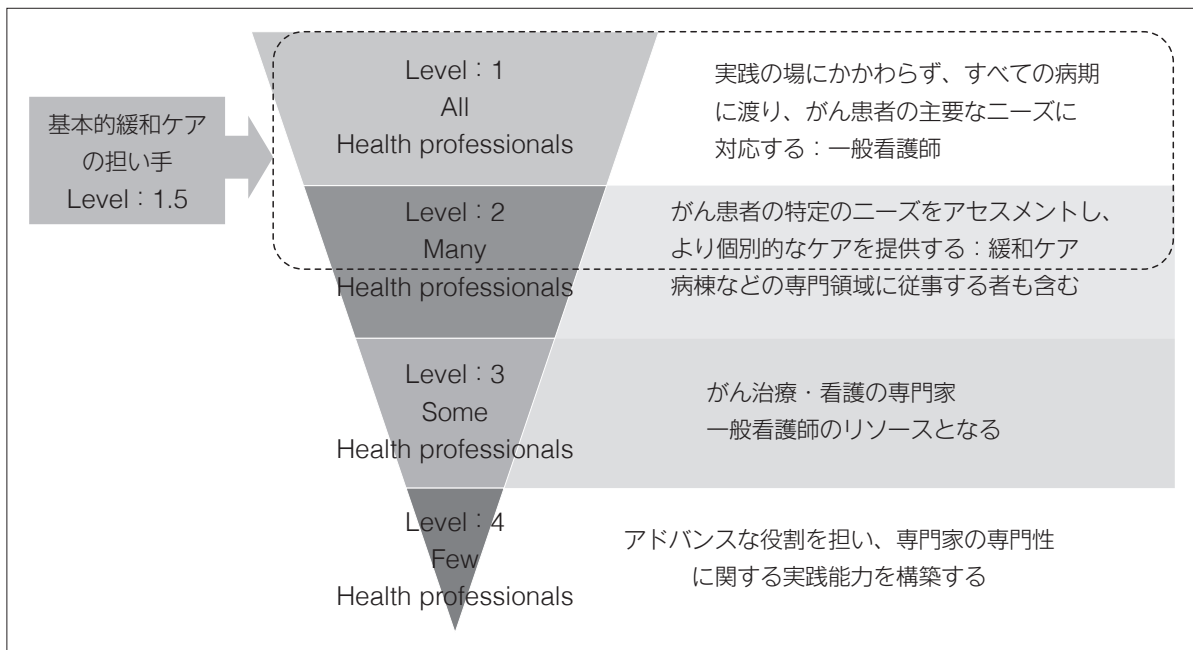 基本的緩和ケア
の担い手
Level：1.5
Level：1
All
Health professionals
実践の場にかかわらず、すべての病期
に渡り、がん患者の主要なニーズに
対応する：一般看護師
Level：2
Many
Health professionals
がん患者の特定のニーズをアセスメントし、
より個別的なケアを提供する：緩和ケア
病棟などの専門領域に従事する者も含む
Level：3
Some
Health professionals
がん治療・看護の専門家
一般看護師のリソースとなる
Level：4
Few
Health professionals
アドバンスな役割を担い、専門家の専門性
に関する実践能力を構築する